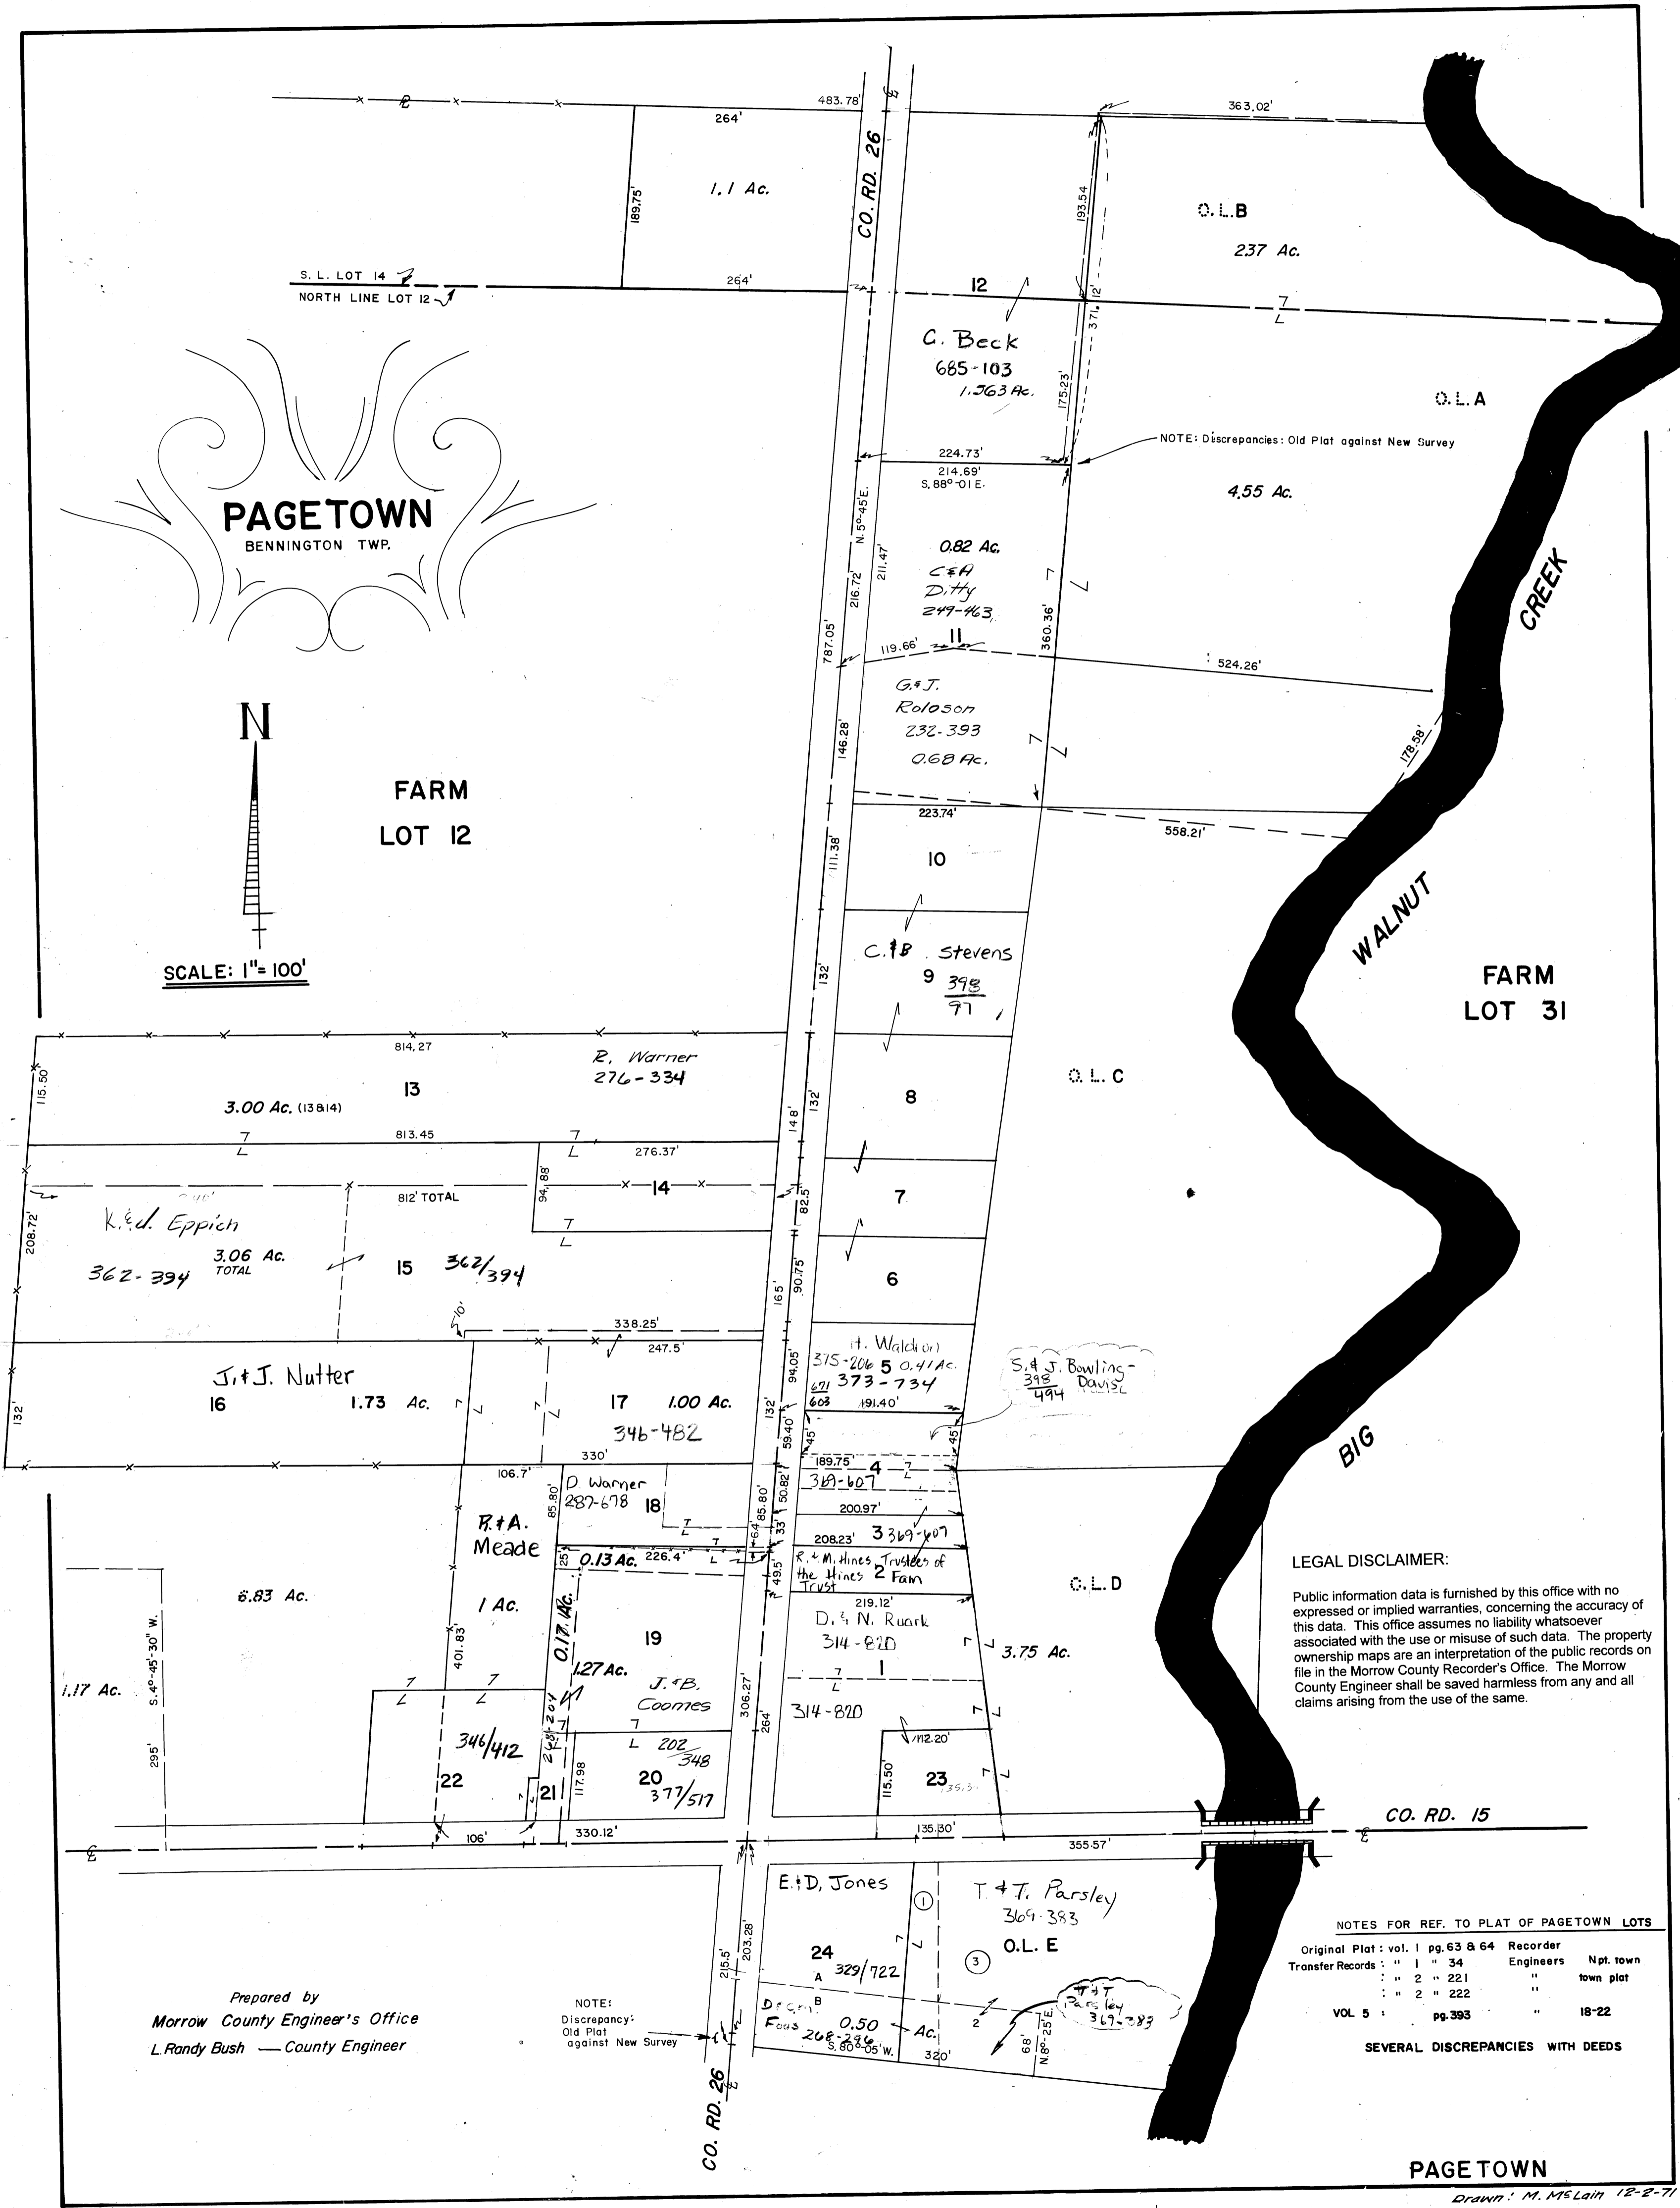 483.78'
264'
363.02'
CO. RD. 26
189.75'
1.1 Ac.
193.54
O.L.B
2.37 Ac.
S. L. LOT 14
NORTH LINE LOT 12
264'
12
371.12'
C. Beck
685-103
1.563 Ac.
175.23'
O.L.A
NOTE: Discrepancies: Old Plat against New Survey
224.73'
214.69'
S. 88°-01 E.
4.55 Ac.
PAGETOWN
BENNINGTON TWP.
N. 5°-45'E.
216.72'
211.47'
787.05'
0.82 Ac.
C&A
Ditty
249-463
11
360.36'
119.66'
524.26'
CREEK
N
G.&J.
Roloson
232-393
0.68 Ac.
146.28'
178.58'
FARM
LOT 12
223.74'
558.21'
111.38'
10
WALNUT
SCALE: 1"= 100'
C.&B. Stevens
9 398
97
132'
FARM
LOT 31
814.27
R. Warner
276-334
115.50'
13
3.00 Ac. (13&14)
148'
132'
8
O.L.C
813.45
276.37'
94.88'
14
812' TOTAL
82.5'
7
208.72'
K.&J. Eppich
3.06 Ac.
TOTAL
362-394
15 362/394
165'
90.75'
6
10'
338.25'
247.5'
H. Waldron
375-206 5 0.41 Ac.
671 373-734
603 191.40'
94.05'
S.& J. Bowling-
398 Davis
494
J.&J. Nutter
16 1.73 Ac.
17 1.00 Ac.
346-482
132'
132'
59.40'
45'
45'
BIG
330'
106.7'
189.75' 4
369-607
D. Warner
287-678 18
85.80'
85.80'
50.82'
200.97'
R.&A.
Meade
6.4'
33'
208.23' 3 369-607
25'
0.13 Ac. 226.4'
49.5'
R.&M. Hines, Trustees of
the Hines 2 Fam
Trust
LEGAL DISCLAIMER:
Public information data is furnished by this office with no
expressed or implied warranties, concerning the accuracy of
this data. This office assumes no liability whatsoever
associated with the use or misuse of such data. The property
ownership maps are an interpretation of the public records on
file in the Morrow County Recorder's Office. The Morrow
County Engineer shall be saved harmless from any and all
claims arising from the use of the same.
O.L.D
6.83 Ac.
1 Ac.
0.17 Ac.
219.12'
D.& N. Ruark
314-820
S. 4°-45'-30" W.
401.83'
19
3.75 Ac.
1.27 Ac.
1
1.17 Ac.
J.&B.
Coomes
306.27'
264'
314-820
346/412
268-201
202
348
112.20'
295'
22
21
117.98
20
377/517
115.50'
23
CO. RD. 15
106'
330.12'
135.30'
355.57'
E.&D. Jones
1
T.&T. Parsley
369-383
O.L. E
215.5'
203.28'
24
A 329/722
3
NOTES FOR REF. TO PLAT OF PAGETOWN LOTS
Original Plat : vol. 1 pg. 63 & 64 Recorder
Transfer Records : " 1 " 34 Engineers Npt. town
: " 2 " 221 " town plat
: " 2 " 222 "
VOL 5 : pg. 393 " 18-22
SEVERAL DISCREPANCIES WITH DEEDS
Prepared by
Morrow County Engineer's Office
L. Randy Bush — County Engineer
NOTE:
Discrepancy:
Old Plat
against New Survey
B
0.50 Ac.
268-296
S. 80°-05' W.
2
T&T
Parsley
369-383
320'
68'
N. 8°-25'E.
CO. RD. 26
PAGETOWN
Drawn: M. McLain 12-2-71